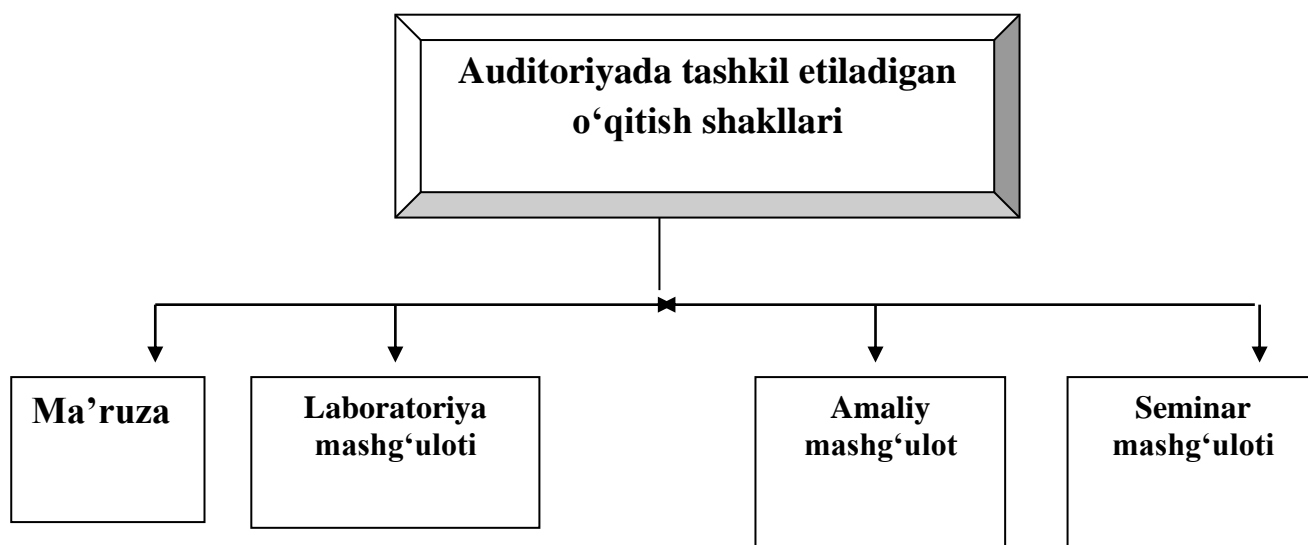 Auditoriyada tashkil etiladigan
o‘qitish shakllari
Ma’ruza
Laboratoriya
mashg‘uloti
Amaliy
mashg‘ulot
Seminar
mashg‘uloti